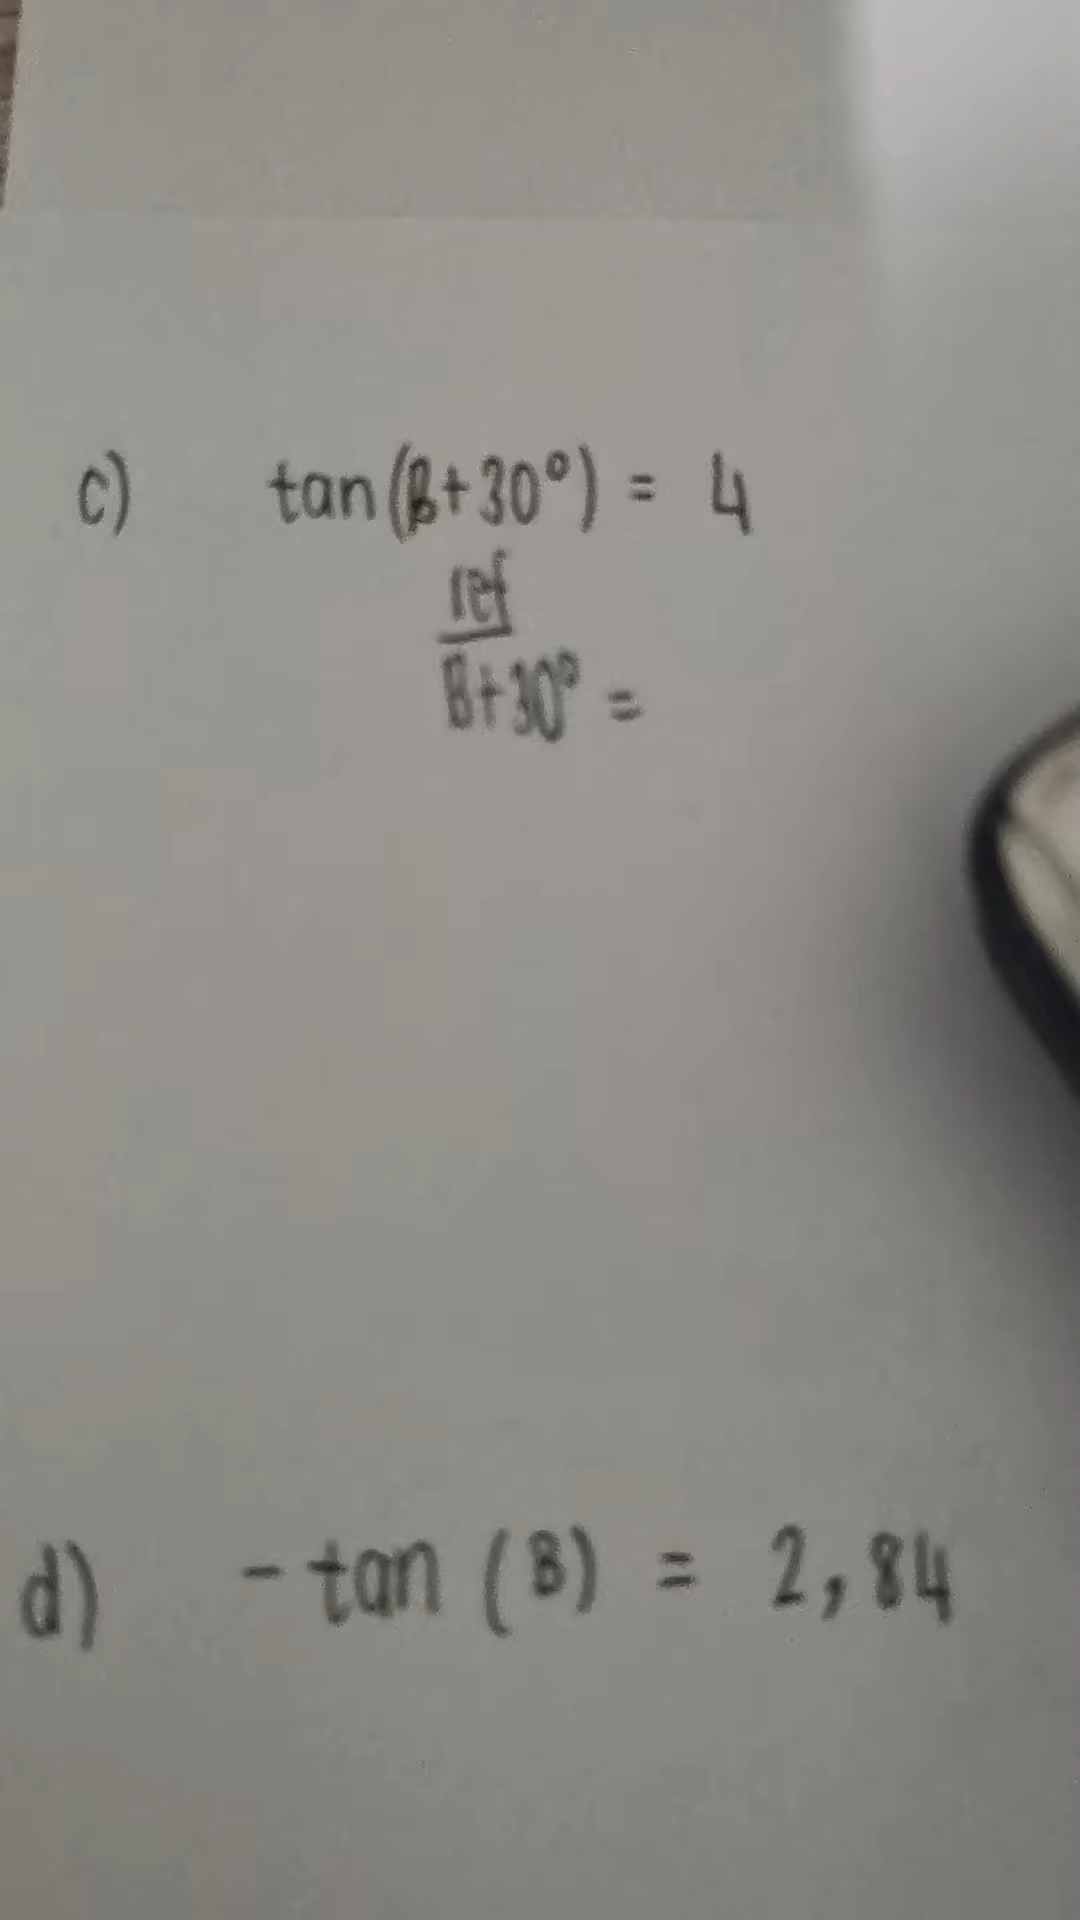 c) tan(B+30°) = 4
ref
B+30° =
d) -tan (B) = 2,84